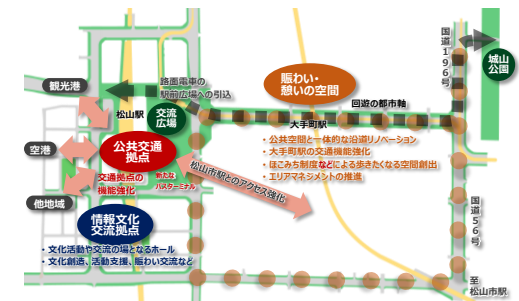 国道196号
城山
公園
路面電車の
駅前広場への引込
賑わい・
憩いの空間
観光港
松山駅
交流
広場
回遊の都市軸
大手町駅
空港
公共交通
拠点
・公共空間と一体的な沿道リノベーション
・大手町駅の交通機能強化
・ほこみち制度などによる歩きたくなる空間創出
・エリアマネジメントの推進
交通拠点の
機能強化
新たな
バスターミナル
松山市駅とのアクセス強化
他地域
情報文化
交流拠点
国道56号
・文化活動や交流の場となるホール
・文化創造、活動支援、賑わい交流など
至
松山市駅